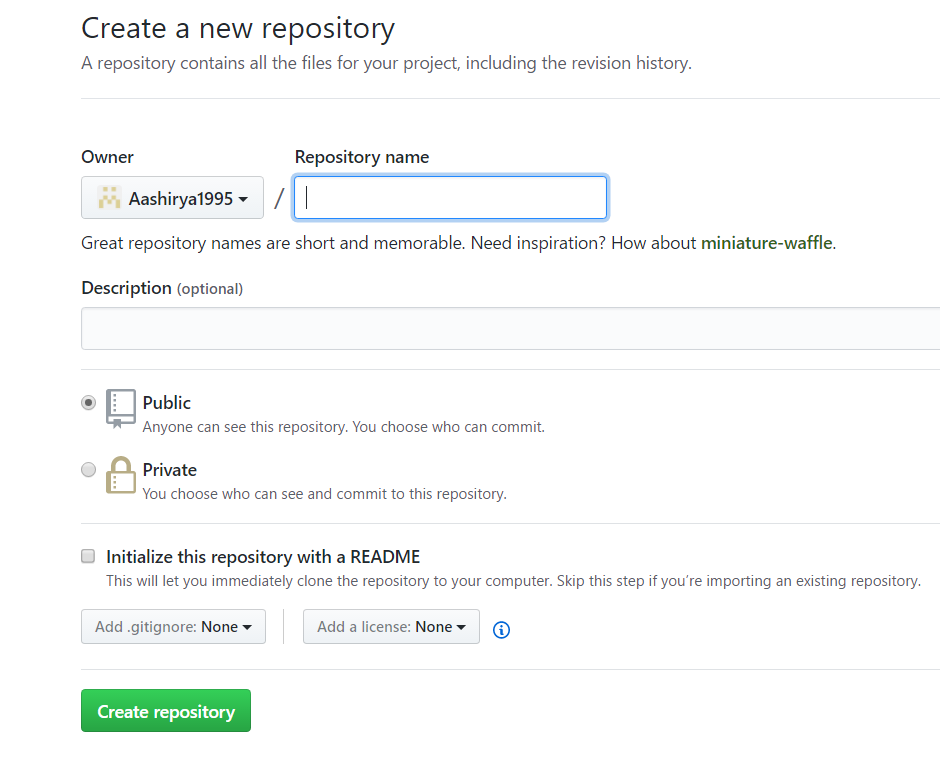 Create a new repository
A repository contains all the files for your project, including the revision history.
Owner Repository name
Aashirya1995 /
Great repository names are short and memorable. Need inspiration? How about miniature-waffle.
Description (optional)
Public
Anyone can see this repository. You choose who can commit.
Private
You choose who can see and commit to this repository.
Initialize this repository with a README
This will let you immediately clone the repository to your computer. Skip this step if you’re importing an existing repository.
Add .gitignore: None Add a license: None
Create repository